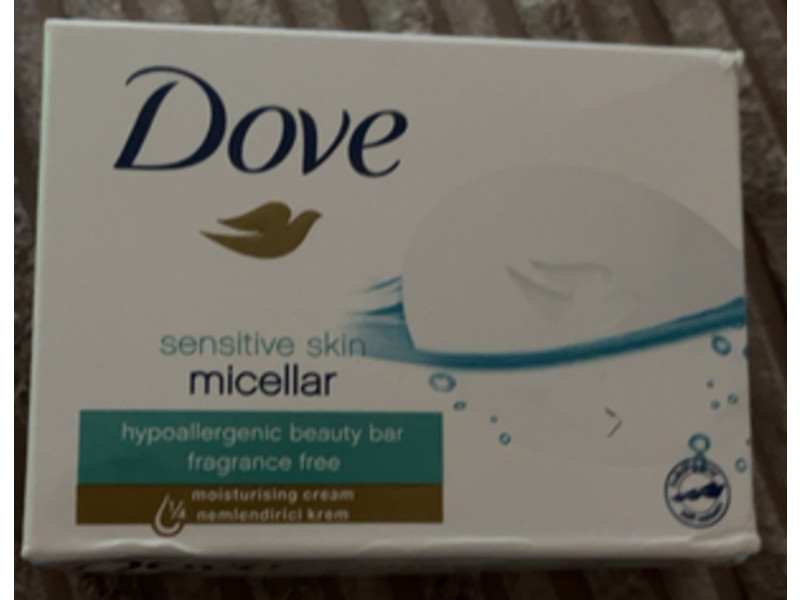 Dove
sensitive skin
micellar
hypoallergenic beauty bar
fragrance free
1/4 moisturising cream
nemlendirici krem